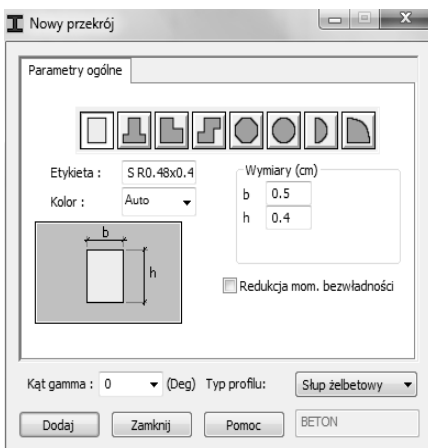 Nowy przekrój
Parametry ogólne
Etykieta : S R0.48x0.4
Kolor : Auto
Wymiary (cm)
b 0.5
h 0.4
b
h
Redukcja mom. bezwładności
Kąt gamma : 0 (Deg) Typ profilu: Słup żelbetowy
Dodaj Zamknij Pomoc BETON